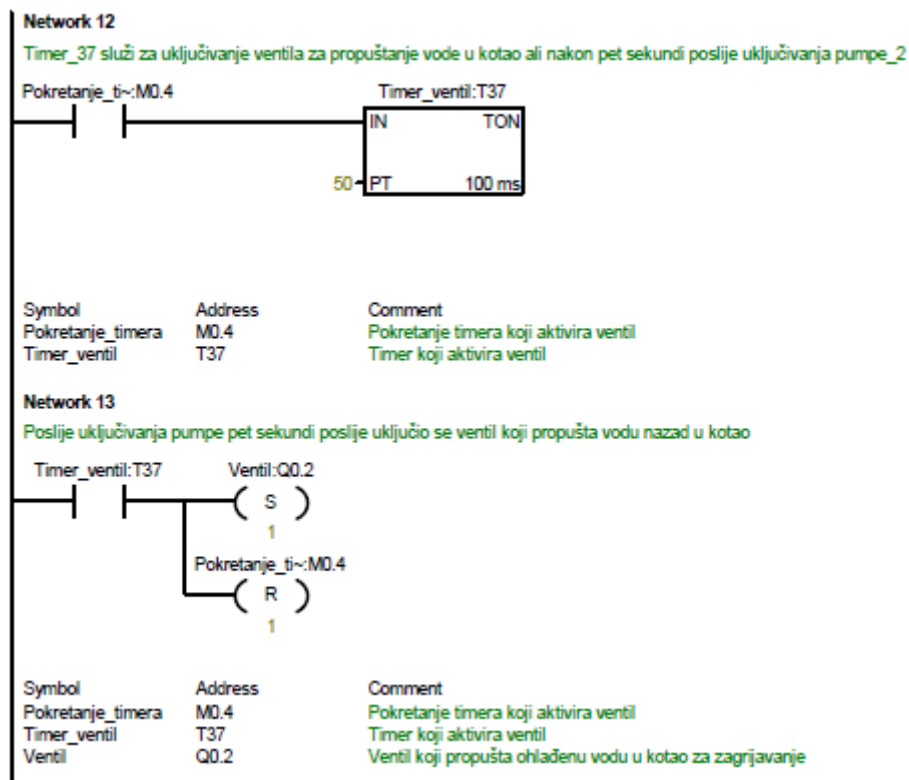 Network 12
Timer_37 služi za uključivanje ventila za propuštanje vode u kotao ali nakon pet sekundi poslije uključivanja pumpe_2
Pokretanje_ti~:M0.4 Timer_ventil:T37
IN TON
50 PT 100 ms
Symbol Address Comment
Pokretanje_timera M0.4 Pokretanje timera koji aktivira ventil
Timer_ventil T37 Timer koji aktivira ventil
Network 13
Poslije uključivanja pumpe pet sekundi poslije uključio se ventil koji propušta vodu nazad u kotao
Timer_ventil:T37 Ventil:Q0.2
S
1
Pokretanje_ti~:M0.4
R
1
Symbol Address Comment
Pokretanje_timera M0.4 Pokretanje timera koji aktivira ventil
Timer_ventil T37 Timer koji aktivira ventil
Ventil Q0.2 Ventil koji propušta ohlađenu vodu u kotao za zagrijavanje